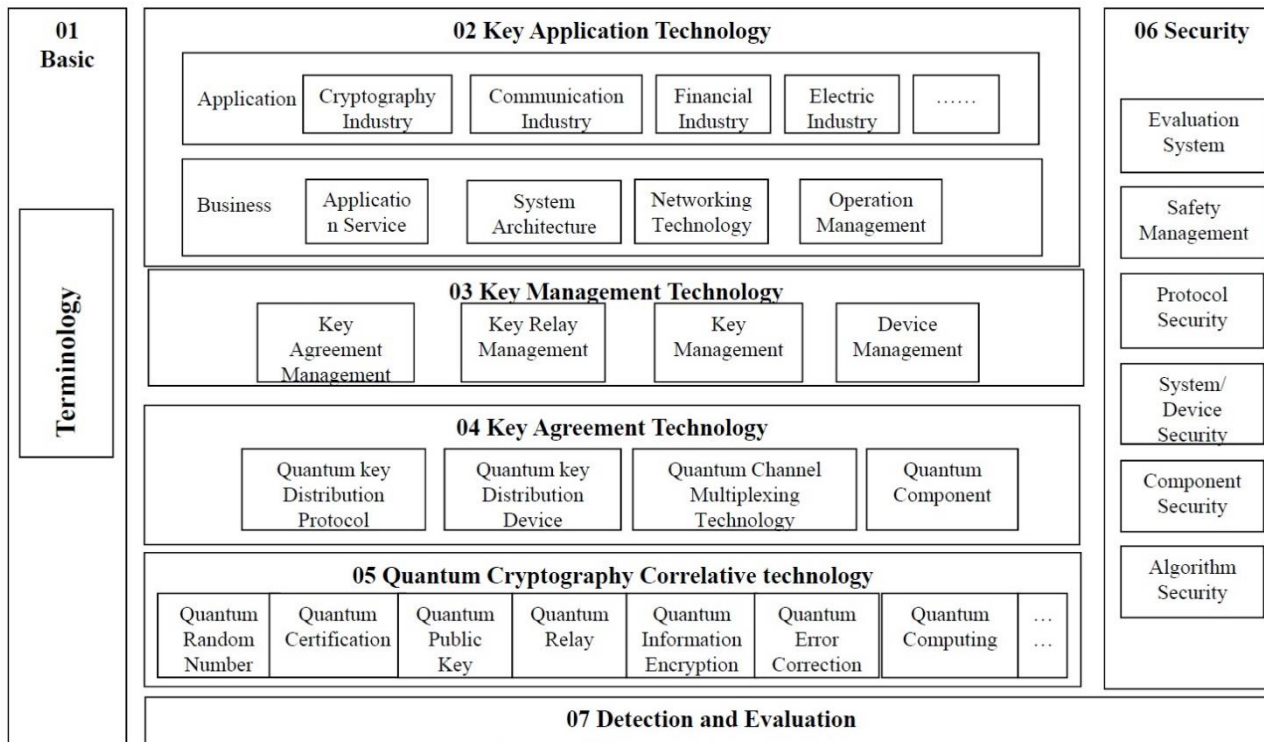 01
Basic
Terminology
02 Key Application Technology
Application
Cryptography
Industry
Communication
Industry
Financial
Industry
Electric
Industry
……
Business
Applicatio
n Service
System
Architecture
Networking
Technology
Operation
Management
03 Key Management Technology
Key
Agreement
Management
Key Relay
Management
Key
Management
Device
Management
04 Key Agreement Technology
Quantum key
Distribution
Protocol
Quantum key
Distribution
Device
Quantum Channel
Multiplexing
Technology
Quantum
Component
05 Quantum Cryptography Correlative technology
Quantum
Random
Number
Quantum
Certification
Quantum
Public
Key
Quantum
Relay
Quantum
Information
Encryption
Quantum
Error
Correction
Quantum
Computing
…
…
06 Security
Evaluation
System
Safety
Management
Protocol
Security
System/
Device
Security
Component
Security
Algorithm
Security
07 Detection and Evaluation